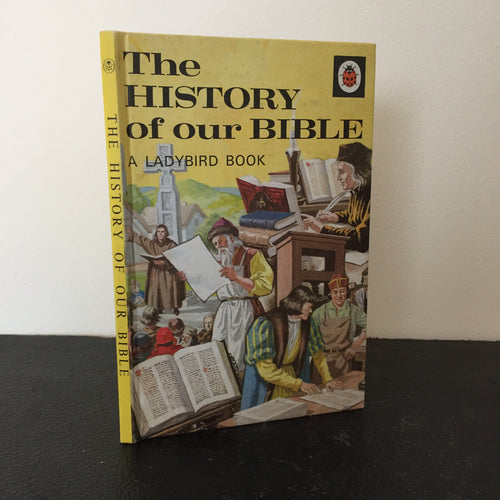 The
HISTORY
of our BIBLE
A LADYBIRD BOOK
THE HISTORY OF OUR BIBLE